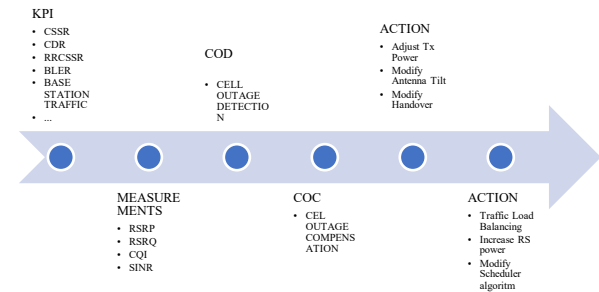 KPI
• CSSR
• CDR
• RRCSSR
• BLER
• BASE
STATION
TRAFFIC
• ...
MEASURE
MENTS
• RSRP
• RSRQ
• CQI
• SINR
COD
• CELL
OUTAGE
DETECTIO
N
COC
• CEL
OUTAGE
COMPENS
ATION
ACTION
• Adjust Tx
Power
• Modify
Antenna Tilt
• Modify
Handover
ACTION
• Traffic Load
Balancing
• Increase RS
power
• Modify
Scheduler
algoritm